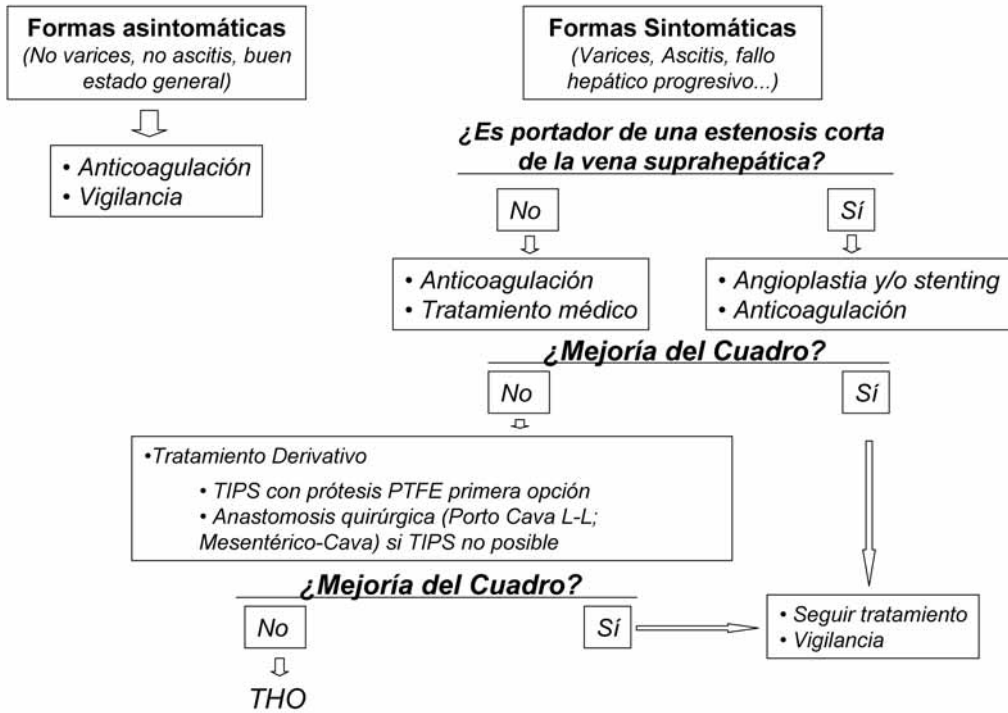 Formas asintomáticas
(No varices, no ascitis, buen
estado general)
• Anticoagulación
• Vigilancia
Formas Sintomáticas
(Varices, Ascitis, fallo
hepático progresivo...)
¿Es portador de una estenosis corta
de la vena suprahepática?
No
Sí
• Anticoagulación
• Tratamiento médico
• Angioplastia y/o stenting
• Anticoagulación
¿Mejoría del Cuadro?
No
Sí
•Tratamiento Derivativo
• TIPS con prótesis PTFE primera opción
• Anastomosis quirúrgica (Porto Cava L-L;
Mesentérico-Cava) si TIPS no posible
¿Mejoría del Cuadro?
No
Sí
• Seguir tratamiento
• Vigilancia
THO